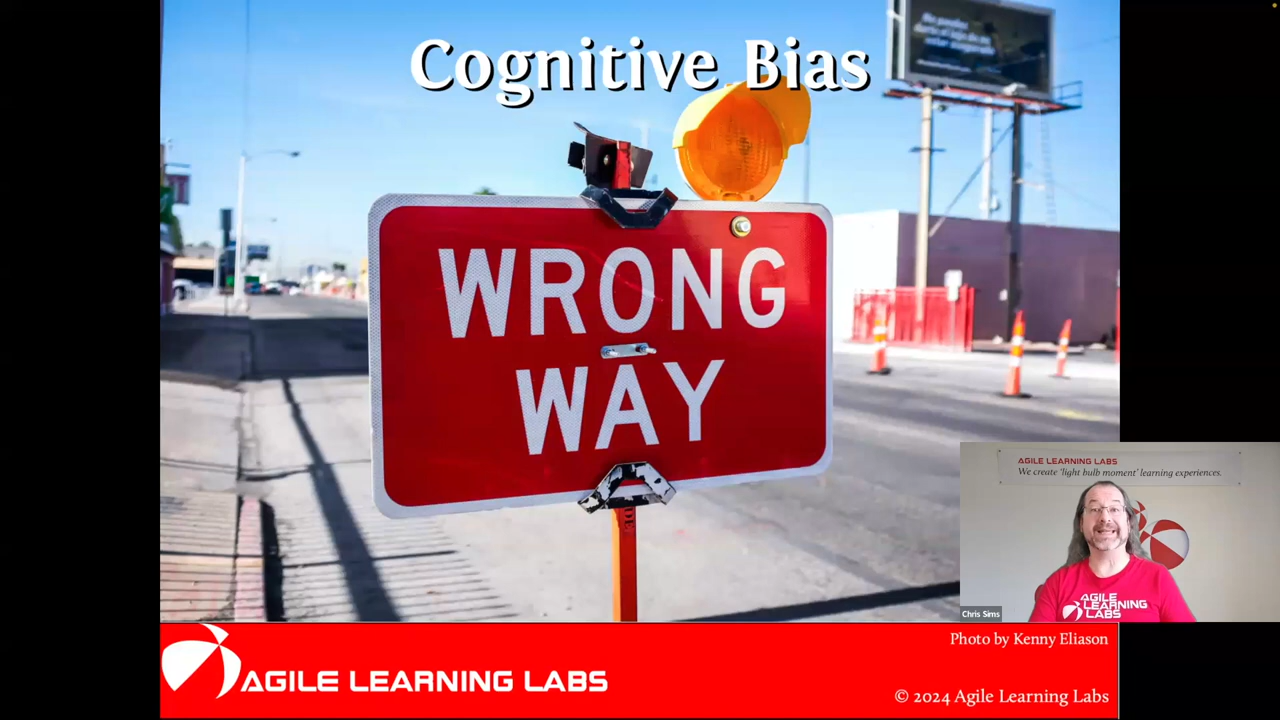 Cognitive Bias
WRONG
WAY
AGILE LEARNING LABS
We create 'light bulb moment' learning experiences.
AGILE
LEARNING
LABS
Chris Sims
Photo by Kenny Eliason
AGILE LEARNING LABS
© 2024 Agile Learning Labs